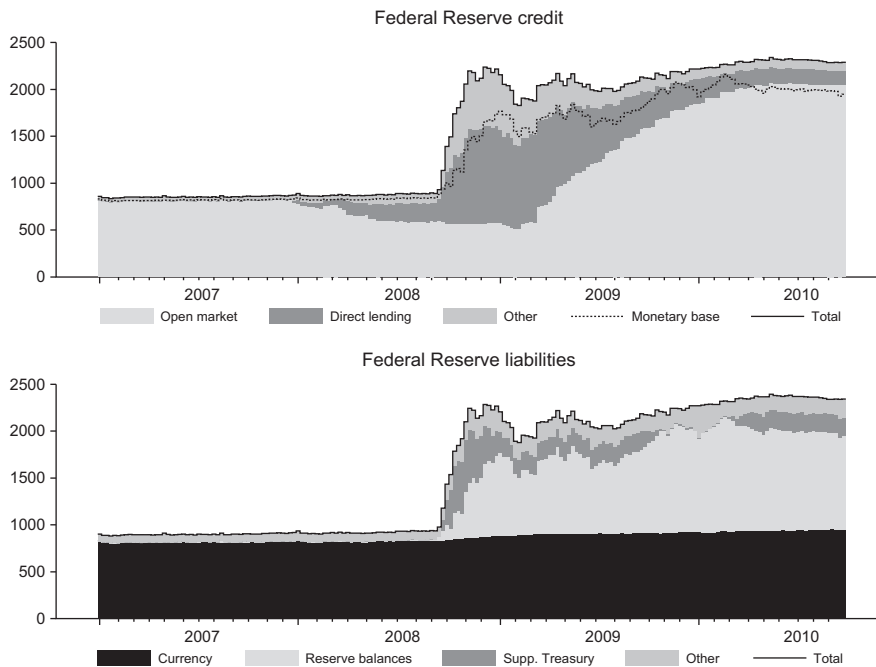 Federal Reserve credit
2500
2000
1500
1000
500
0
2007 2008 2009 2010
Open market Direct lending Other Monetary base Total
Federal Reserve liabilities
2500
2000
1500
1000
500
0
2007 2008 2009 2010
Currency Reserve balances Supp. Treasury Other Total